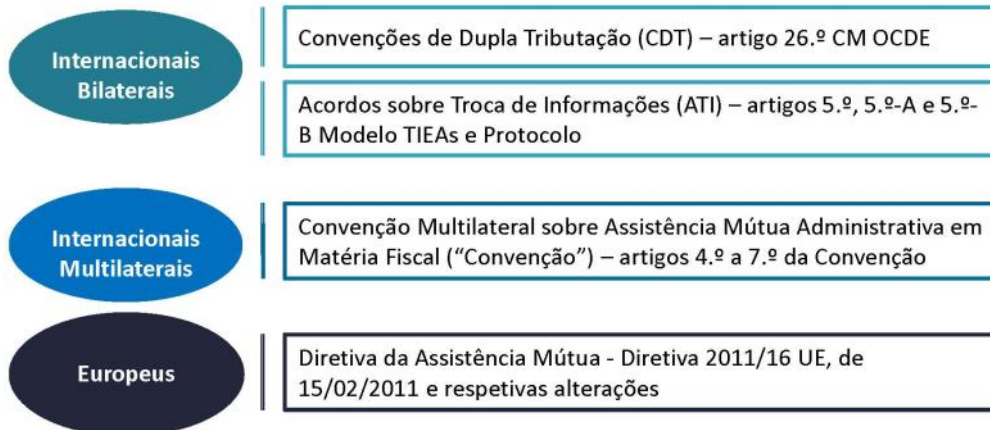 Internacionais
Bilaterais
Convenções de Dupla Tributação (CDT) – artigo 26.º CM OCDE
Acordos sobre Troca de Informações (ATI) – artigos 5.º, 5.º-A e 5.º-
B Modelo TIEAs e Protocolo
Internacionais
Multilaterais
Convenção Multilateral sobre Assistência Mútua Administrativa em
Matéria Fiscal (“Convenção”) – artigos 4.º a 7.º da Convenção
Europeus
Diretiva da Assistência Mútua - Diretiva 2011/16 UE, de
15/02/2011 e respetivas alterações